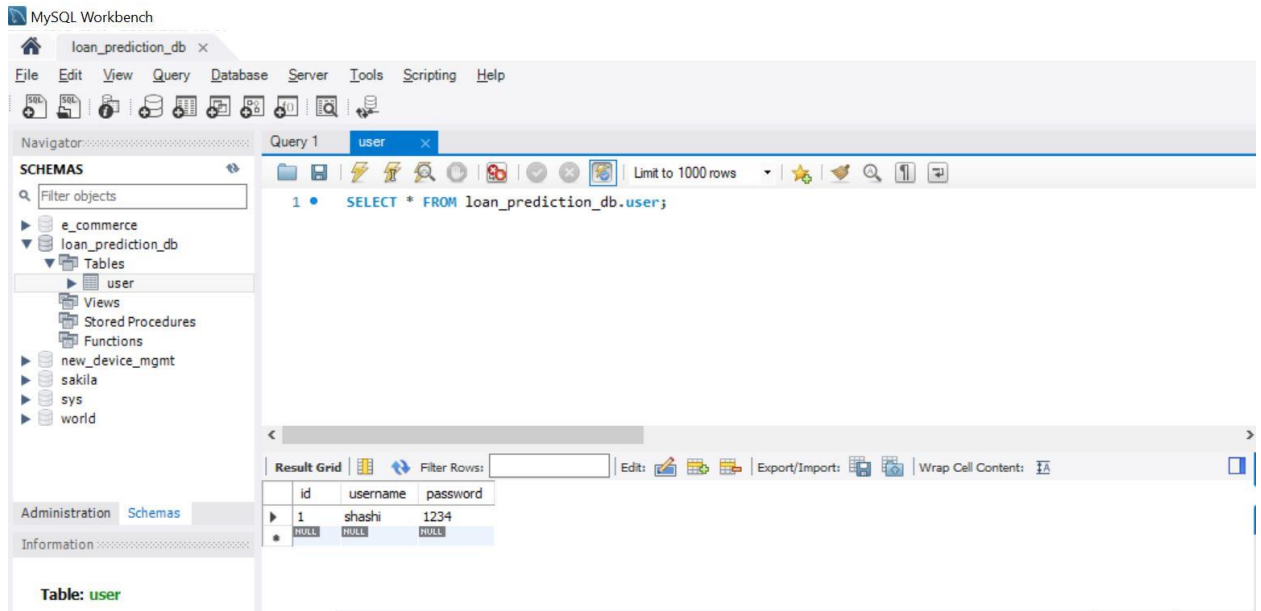 MySQL Workbench
loan_prediction_db ×
File Edit View Query Database Server Tools Scripting Help
Navigator
SCHEMAS
Filter objects
e_commerce
loan_prediction_db
Tables
user
Views
Stored Procedures
Functions
new_device_mgmt
sakila
sys
world
Administration Schemas
Information
Table: user
Query 1 user ×
Limit to 1000 rows
1 SELECT * FROM loan_prediction_db.user;
Result Grid Filter Rows: Edit: Export/Import: Wrap Cell Content:
id username password
1 shashi 1234
NULL NULL NULL